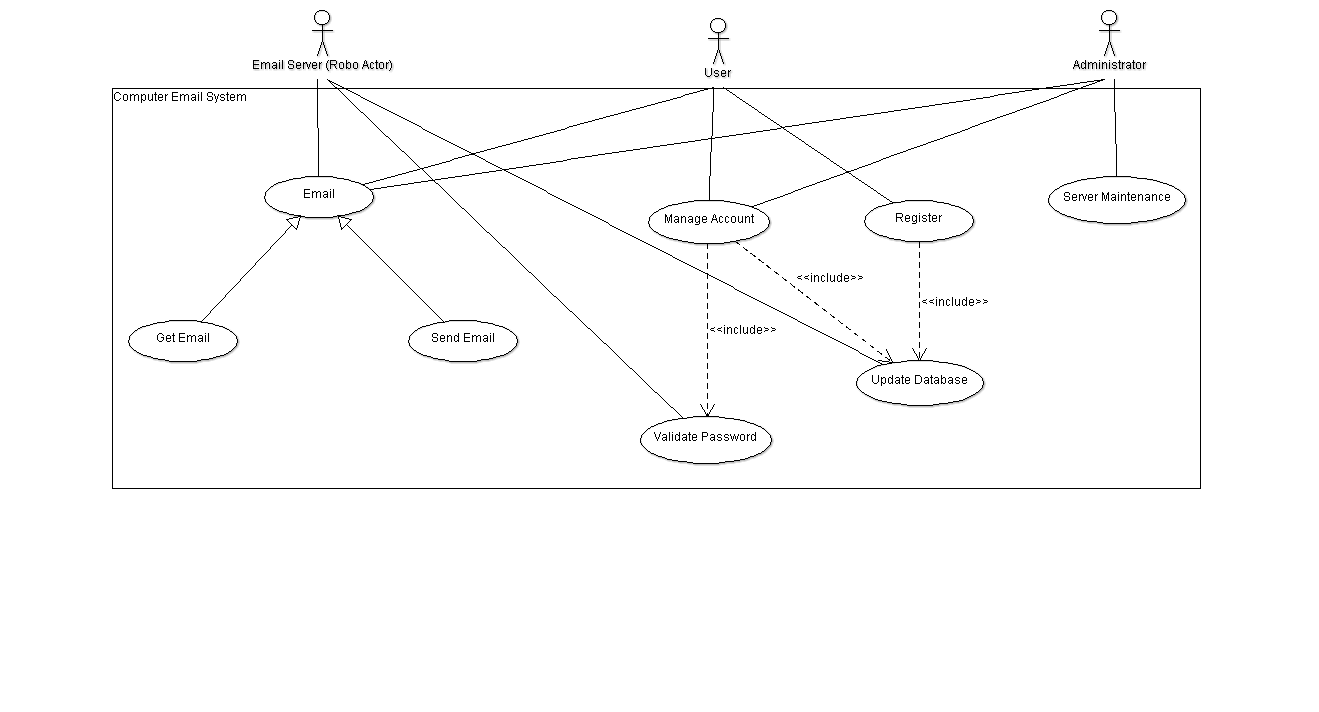 Email Server (Robo Actor)
User
Administrator
Computer Email System
Email
Manage Account
Register
Server Maintenance
<<include>>
<<include>>
<<include>>
Get Email
Send Email
Update Database
Validate Password